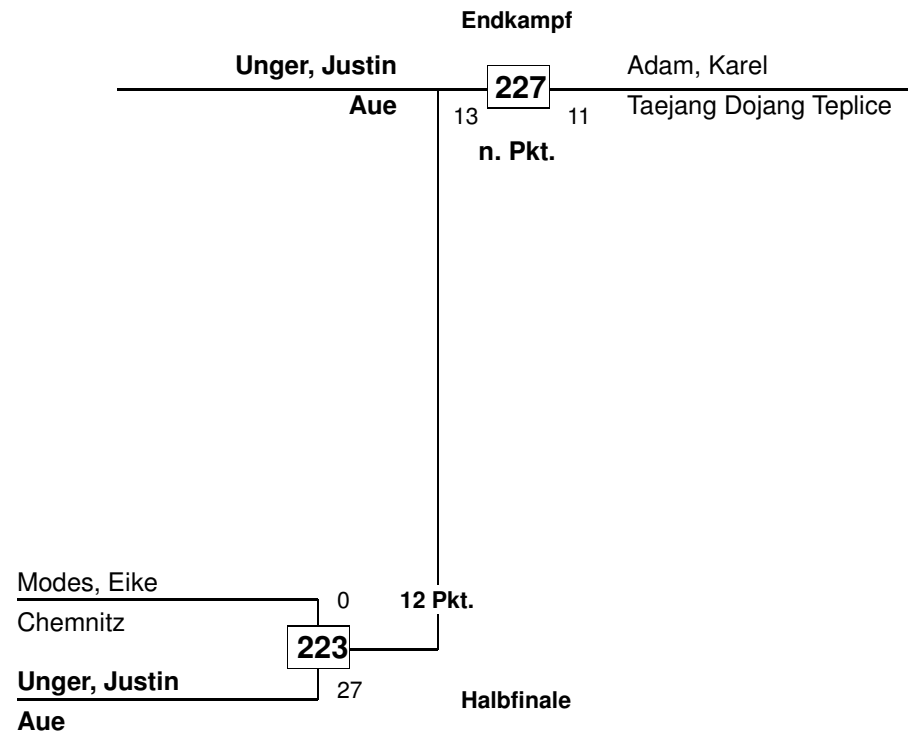 Endkampf
Unger, Justin
Aue
227
Adam, Karel
Taejang Dojang Teplice
13
11
n. Pkt.
Modes, Eike
Chemnitz
0
12 Pkt.
223
Unger, Justin
Aue
27
Halbfinale